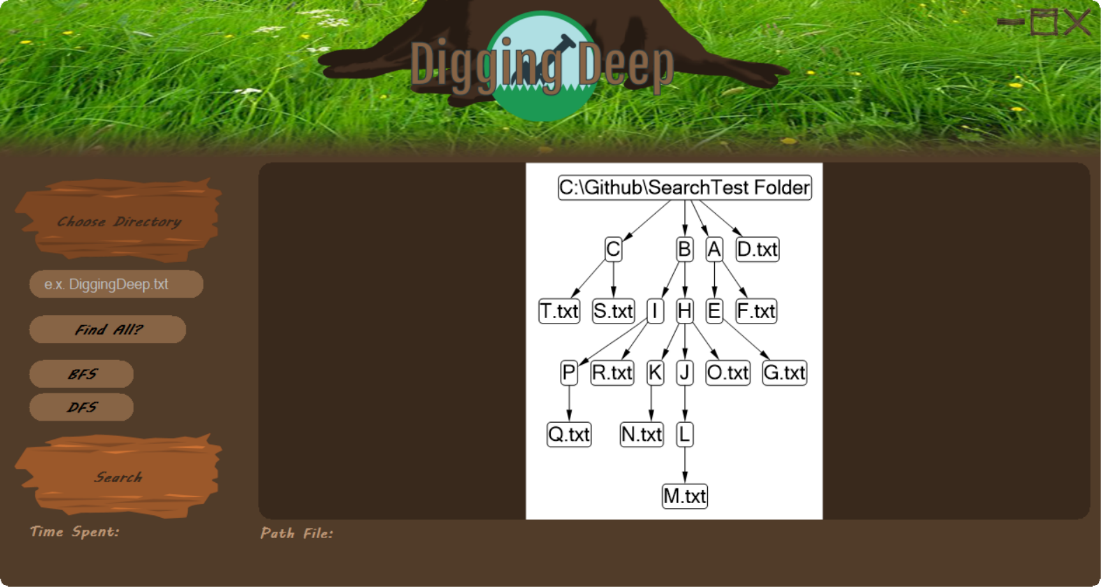 Digging Deep
Choose Directory
e.x. DiggingDeep.txt
Find All?
BFS
DFS
Search
Time Spent:
C:\Github\SearchTest Folder
C B A D.txt
T.txt S.txt I H E F.txt
P R.txt K J O.txt G.txt
Q.txt N.txt L
M.txt
Path File: